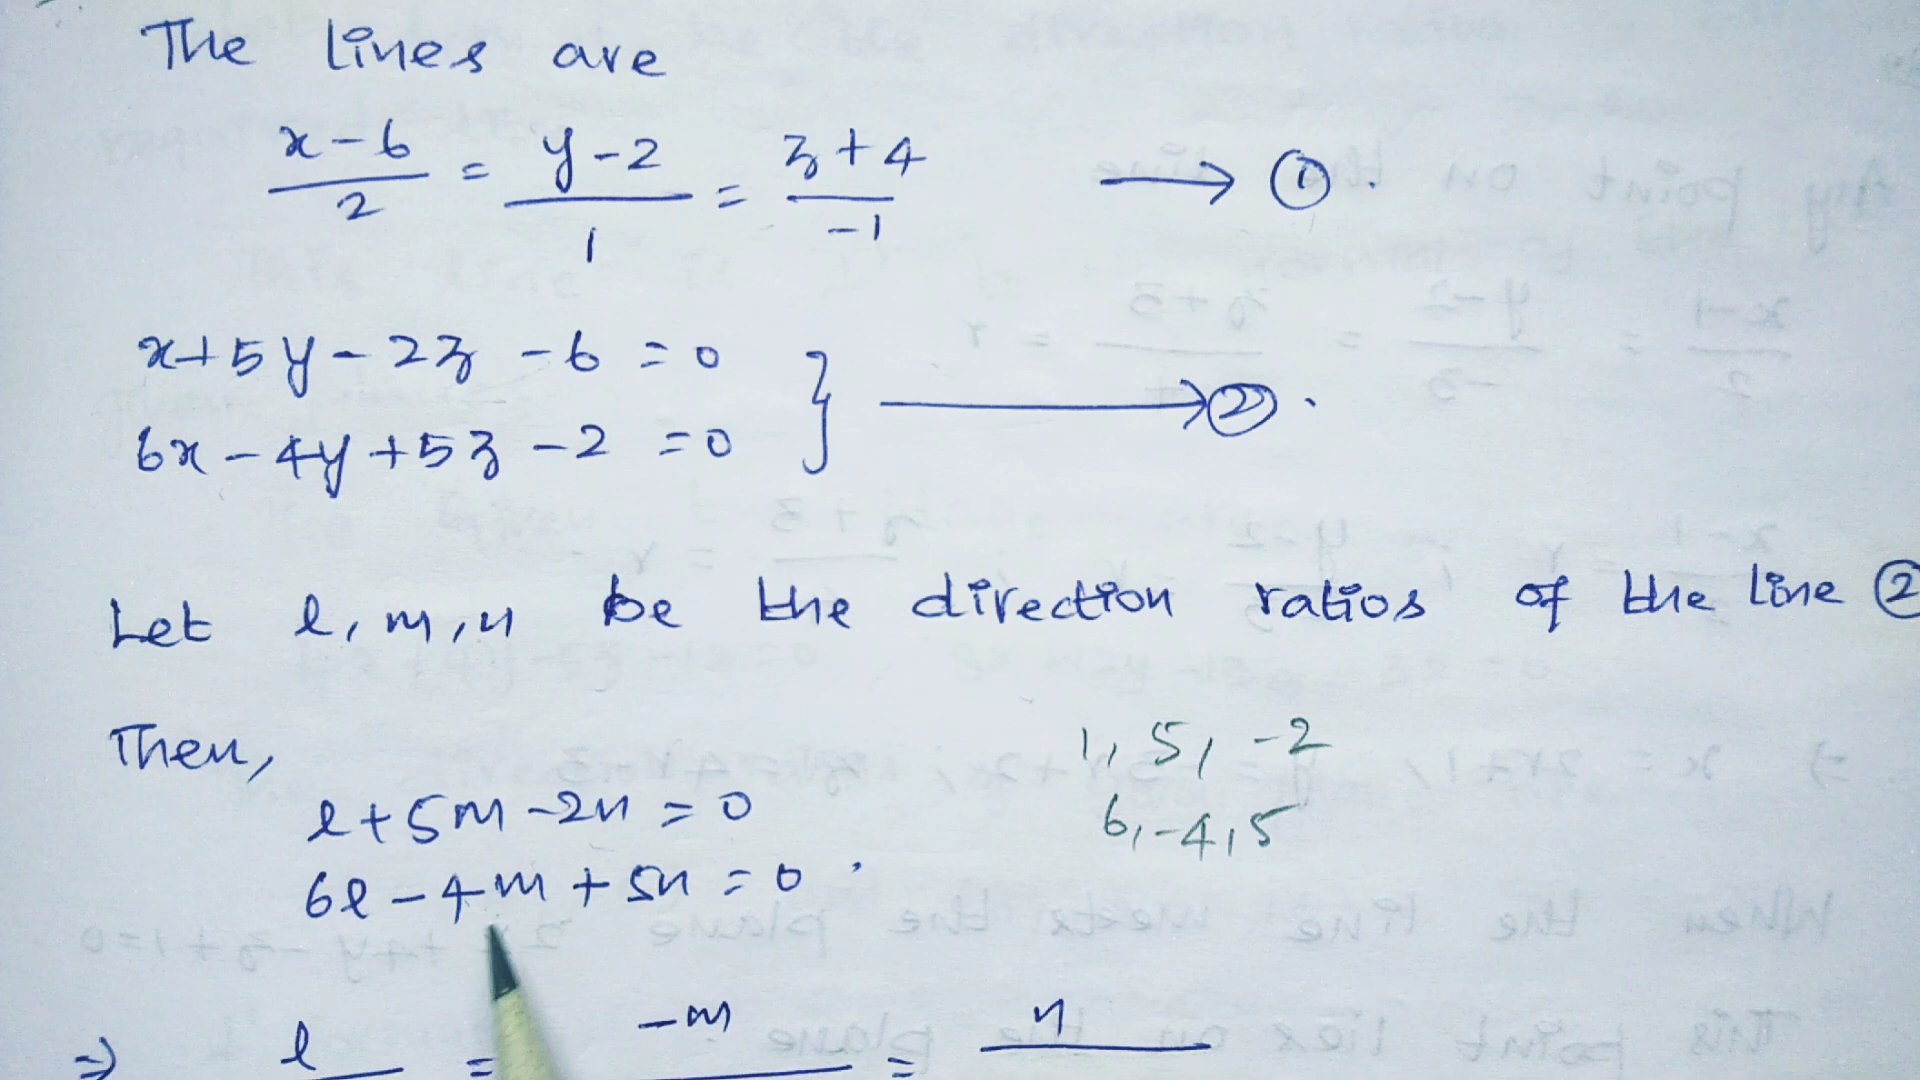 The lines are
x-6/2 = y-2/1 = z+4/-1 → ①.
x+5y-2z-6=0
6x-4y+5z-2=0 } → ②.
Let l,m,n be the direction ratios of the line ②
Then,
1, 5, -2
l+5m-2n=0
6,-4,5
6l-4m+5n=0.
⇒ l = -m = n